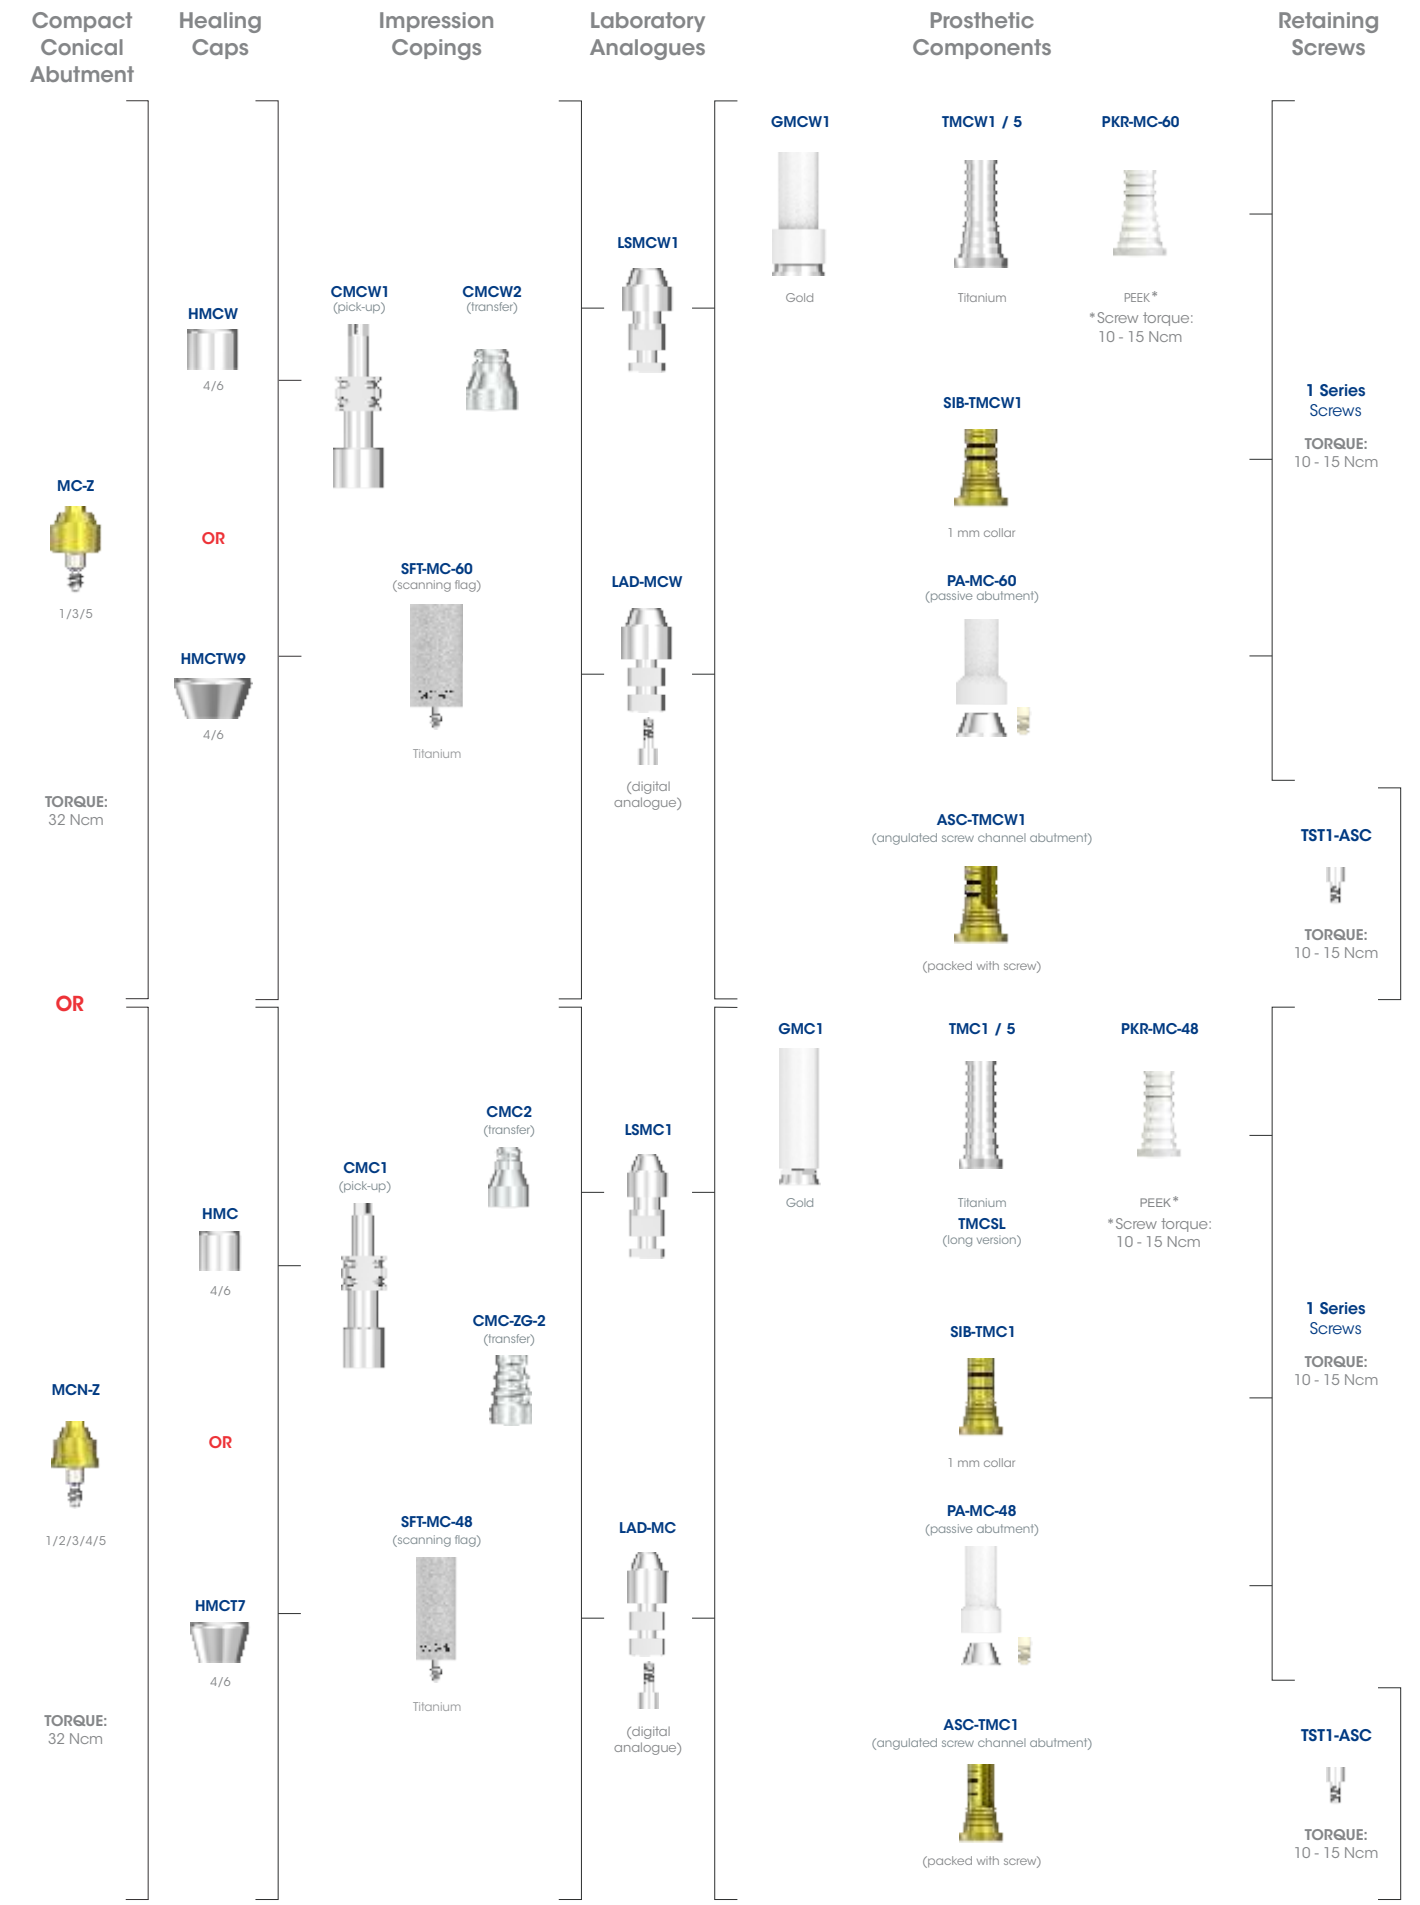 Compact
Conical
Abutment
Healing
Caps
Impression
Copings
Laboratory
Analogues
Prosthetic
Components
Retaining
Screws
MC-Z
1/3/5
TORQUE:
32 Ncm
HMCW
4/6
OR
HMCTW9
4/6
CMCW1
(pick-up)
CMCW2
(transfer)
SFT-MC-60
(scanning flag)
Titanium
LSMCW1
LAD-MCW
(digital
analogue)
GMCW1
Gold
TMCW1 / 5
Titanium
PKR-MC-60
PEEK*
*Screw torque:
10 - 15 Ncm
SIB-TMCW1
1 mm collar
PA-MC-60
(passive abutment)
ASC-TMCW1
(angulated screw channel abutment)
(packed with screw)
1 Series
Screws
TORQUE:
10 - 15 Ncm
TST1-ASC
TORQUE:
10 - 15 Ncm
OR
MCN-Z
1/2/3/4/5
TORQUE:
32 Ncm
HMC
4/6
OR
HMCT7
4/6
CMC1
(pick-up)
CMC2
(transfer)
CMC-ZG-2
(transfer)
SFT-MC-48
(scanning flag)
Titanium
LSMC1
LAD-MC
(digital
analogue)
GMC1
Gold
TMC1 / 5
Titanium
TMCSL
(long version)
PKR-MC-48
PEEK*
*Screw torque:
10 - 15 Ncm
SIB-TMC1
1 mm collar
PA-MC-48
(passive abutment)
ASC-TMC1
(angulated screw channel abutment)
(packed with screw)
1 Series
Screws
TORQUE:
10 - 15 Ncm
TST1-ASC
TORQUE:
10 - 15 Ncm